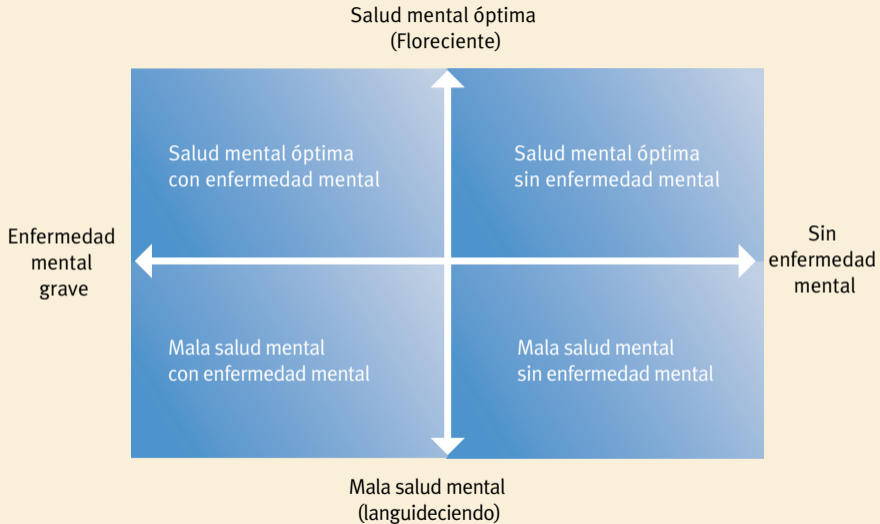 Salud mental óptima
(Floreciente)
Salud mental óptima
con enfermedad mental
Salud mental óptima
sin enfermedad mental
Enfermedad
mental
grave
Sin
enfermedad
mental
Mala salud mental
con enfermedad mental
Mala salud mental
sin enfermedad mental
Mala salud mental
(languideciendo)